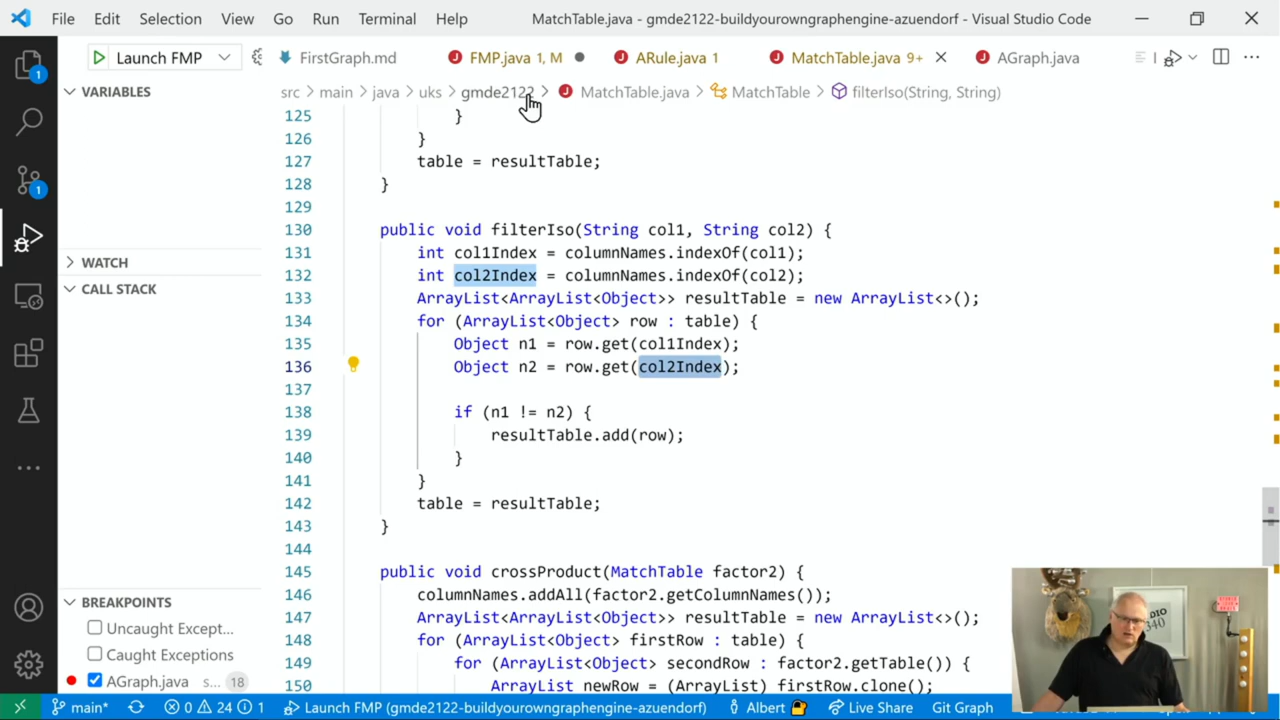 File Edit Selection View Go Run Terminal Help MatchTable.java - gmde2122-buildyourowngraphengine-azuendorf - Visual Studio Code
Launch FMP FirstGraph.md FMP.java 1, M ARule.java 1 MatchTable.java 9+ AGraph.java
VARIABLES
WATCH
CALL STACK
BREAKPOINTS
Uncaught Except...
Caught Exceptions
AGraph.java s... 18
1
1
src > main > java > uks > gmde2122 > MatchTable.java > MatchTable > filterIso(String, String)
125 }
126 }
127 table = resultTable;
128 }
129
130 public void filterIso(String col1, String col2) {
131 int col1Index = columnNames.indexOf(col1);
132 int col2Index = columnNames.indexOf(col2);
133 ArrayList<ArrayList<Object>> resultTable = new ArrayList<>();
134 for (ArrayList<Object> row : table) {
135 Object n1 = row.get(col1Index);
136 Object n2 = row.get(col2Index);
137
138 if (n1 != n2) {
139 resultTable.add(row);
140 }
141 }
142 table = resultTable;
143 }
144
145 public void crossProduct(MatchTable factor2) {
146 columnNames.addAll(factor2.getColumnNames());
147 ArrayList<ArrayList<Object>> resultTable = new ArrayList<>();
148 for (ArrayList<Object> firstRow : table) {
149 for (ArrayList<Object> secondRow : factor2.getTable()) {
150 ArrayList newRow = (ArrayList) firstRow.clone();
340
main* 0 24 1 Launch FMP (gmde2122-buildyourowngraphengine-azuendorf) Albert Live Share Git Graph